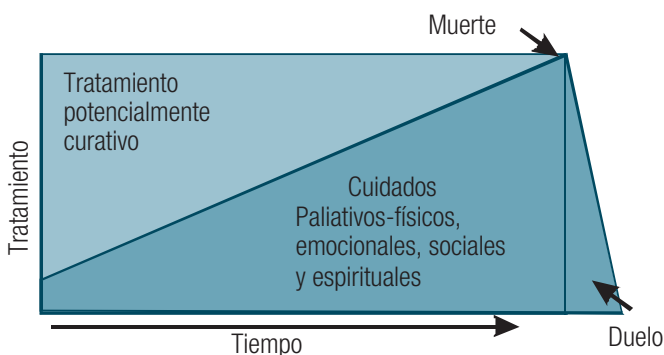 Muerte
Tratamiento
potencialmente
curativo
Tratamiento
Cuidados
Paliativos-físicos,
emocionales, sociales
y espirituales
Tiempo
Duelo